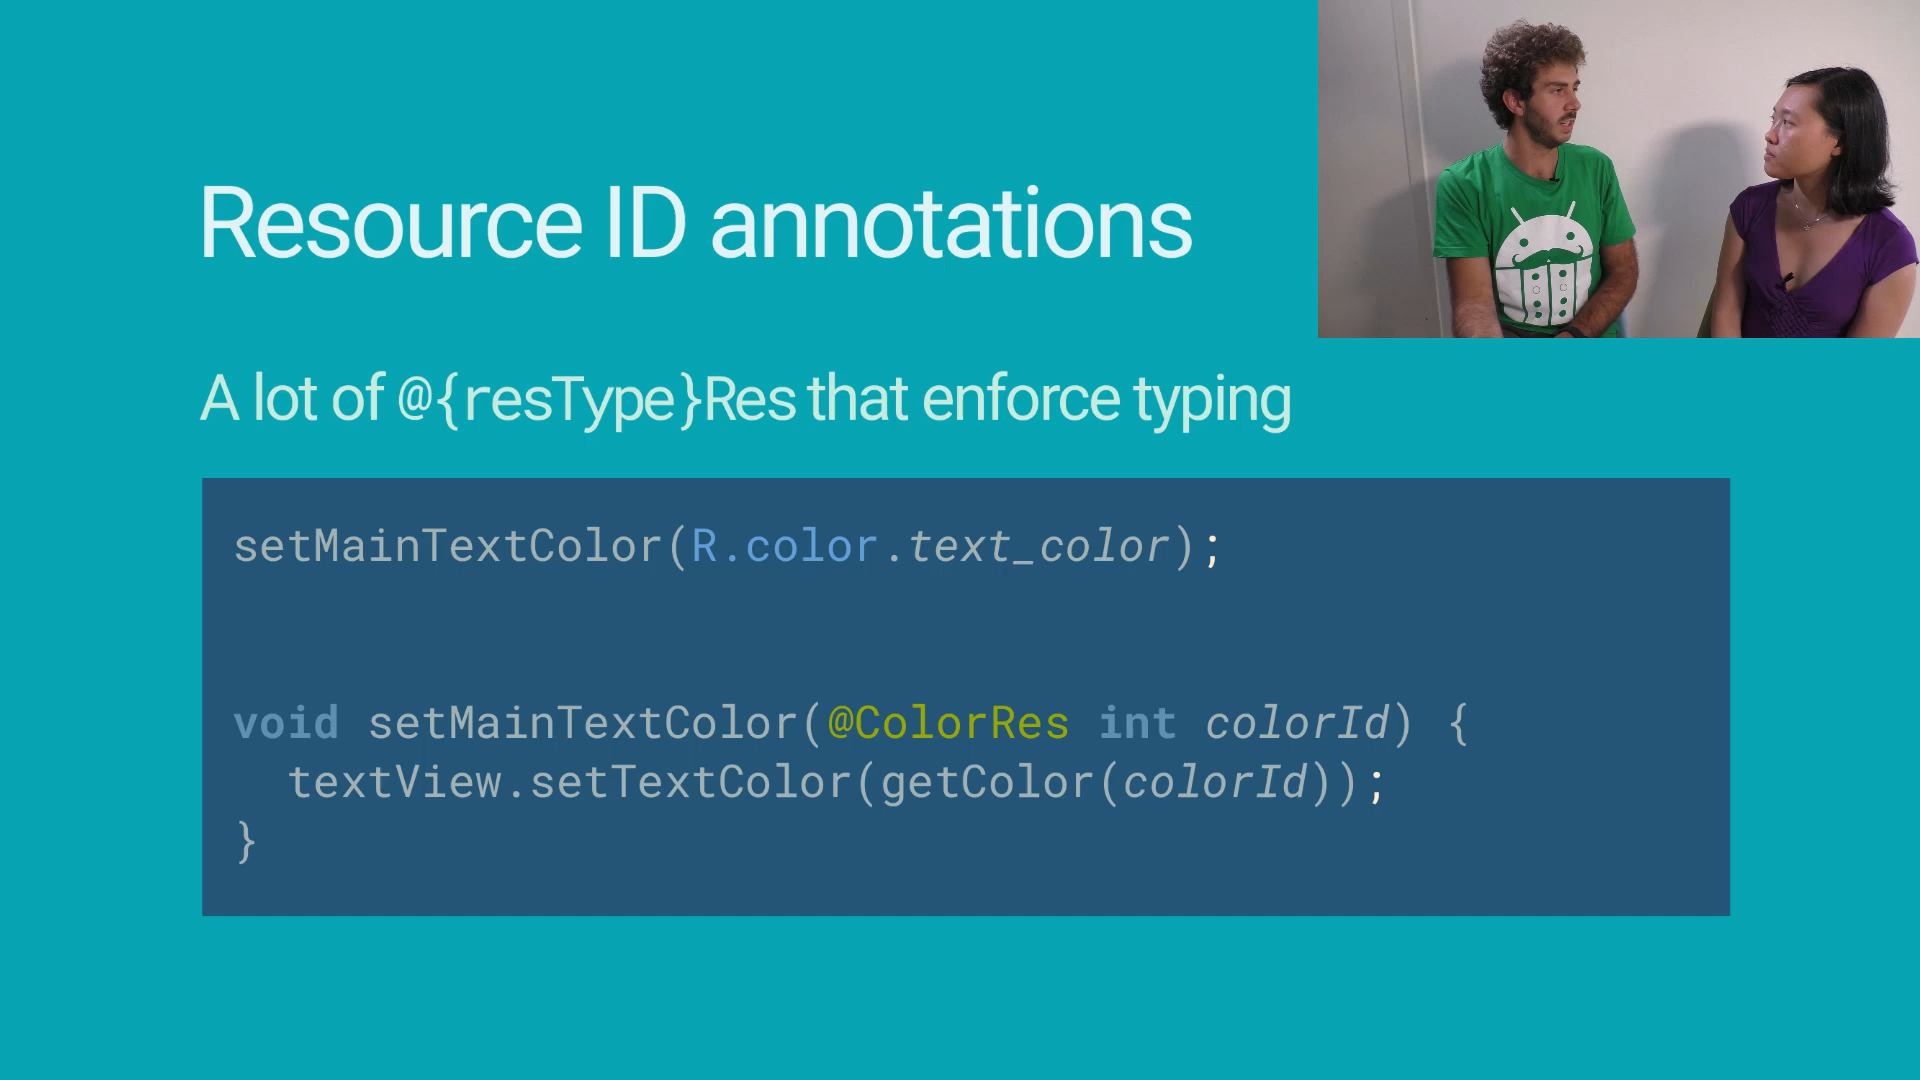 Resource ID annotations
A lot of @{resType}Res that enforce typing
setMainTextColor(R.color.text_color);
void setMainTextColor(@ColorRes int colorId) {
textView.setTextColor(getColor(colorId));
}